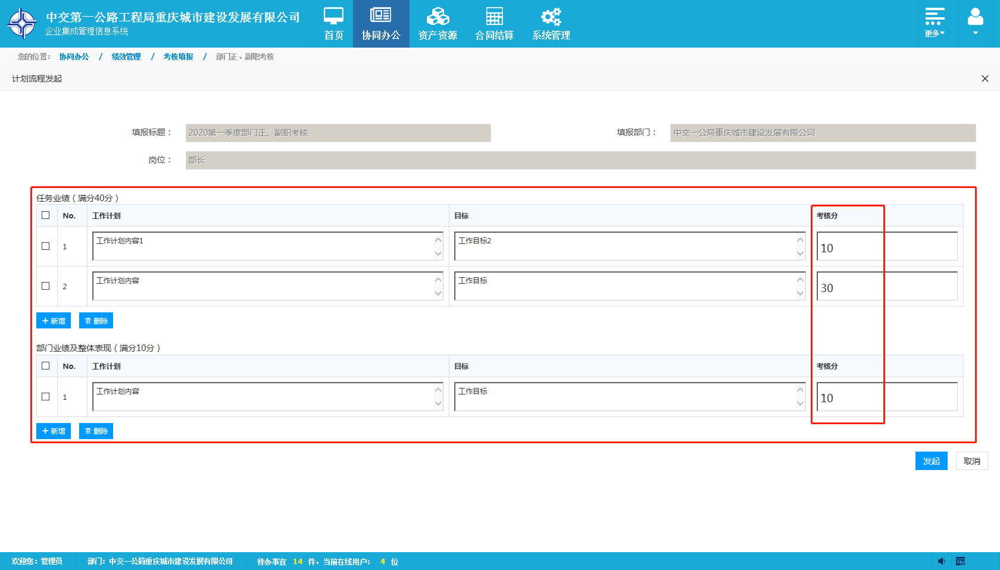 中交第一公路工程局重庆城市建设发展有限公司
企业集成管理信息系统
首页
协同办公
资产资源
合同结算
系统管理
更多
您的位置： 协同办公 / 绩效管理 / 考核填报 / 部门正、副职考核
计划流程发起
填报标题： 2020第一季度部门正、副职考核
填报部门： 中交一公局重庆城市建设发展有限公司
岗位： 部长
任务业绩（满分40分）
No. 工作计划 目标 考核分
1 工作计划内容1 工作目标2 10
2 工作计划内容 工作目标 30
新增 删除
部门业绩及整体表现（满分10分）
No. 工作计划 目标 考核分
1 工作计划内容 工作目标 10
新增 删除
发起 取消
欢迎您：管理员 部门：中交一公局重庆城市建设发展有限公司 待办事宜 14 件，当前在线用户： 4 位